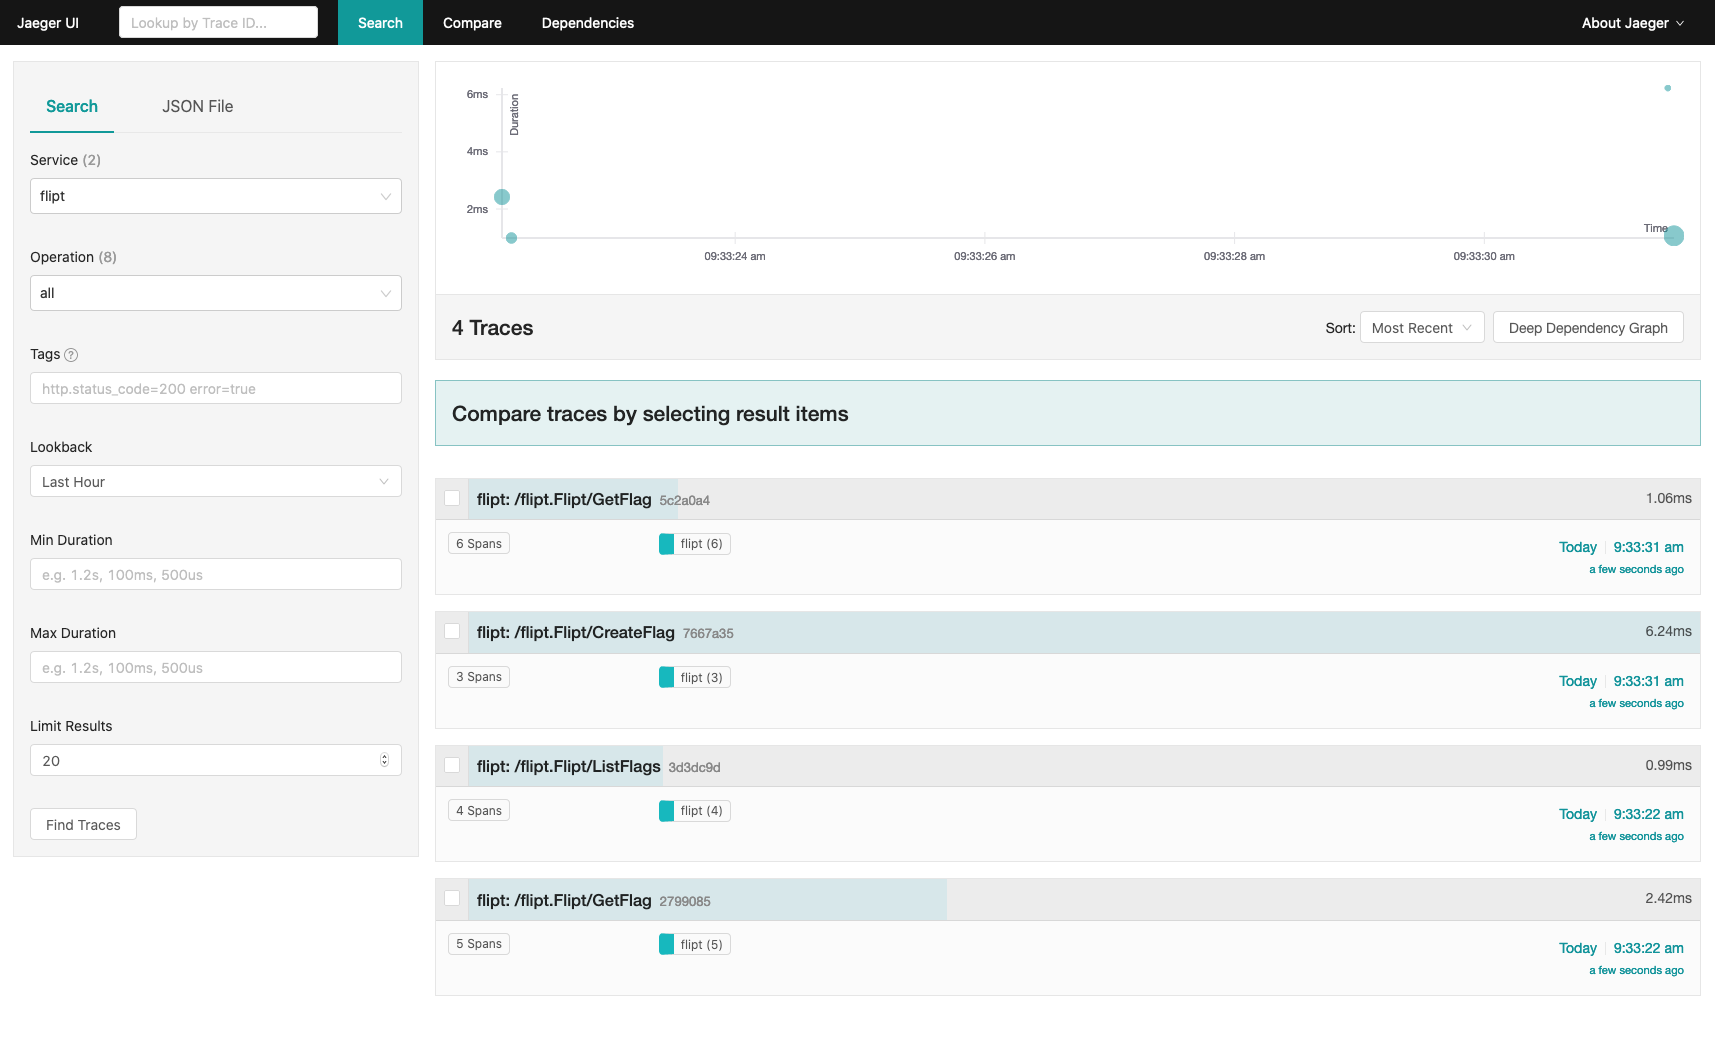 Jaeger UI
Lookup by Trace ID...
Search
Compare
Dependencies
About Jaeger
Search
JSON File
Service (2)
flipt
Operation (8)
all
Tags ?
http.status_code=200 error=true
Lookback
Last Hour
Min Duration
e.g. 1.2s, 100ms, 500us
Max Duration
e.g. 1.2s, 100ms, 500us
Limit Results
20
Find Traces
6ms
4ms
2ms
Duration
Time
09:33:24 am
09:33:26 am
09:33:28 am
09:33:30 am
4 Traces
Sort:
Most Recent
Deep Dependency Graph
Compare traces by selecting result items
flipt: /flipt.Flipt/GetFlag 5c2a0a4
1.06ms
6 Spans
flipt (6)
Today
9:33:31 am
a few seconds ago
flipt: /flipt.Flipt/CreateFlag 7667a35
6.24ms
3 Spans
flipt (3)
Today
9:33:31 am
a few seconds ago
flipt: /flipt.Flipt/ListFlags 3d3dc9d
0.99ms
4 Spans
flipt (4)
Today
9:33:22 am
a few seconds ago
flipt: /flipt.Flipt/GetFlag 2799085
2.42ms
5 Spans
flipt (5)
Today
9:33:22 am
a few seconds ago